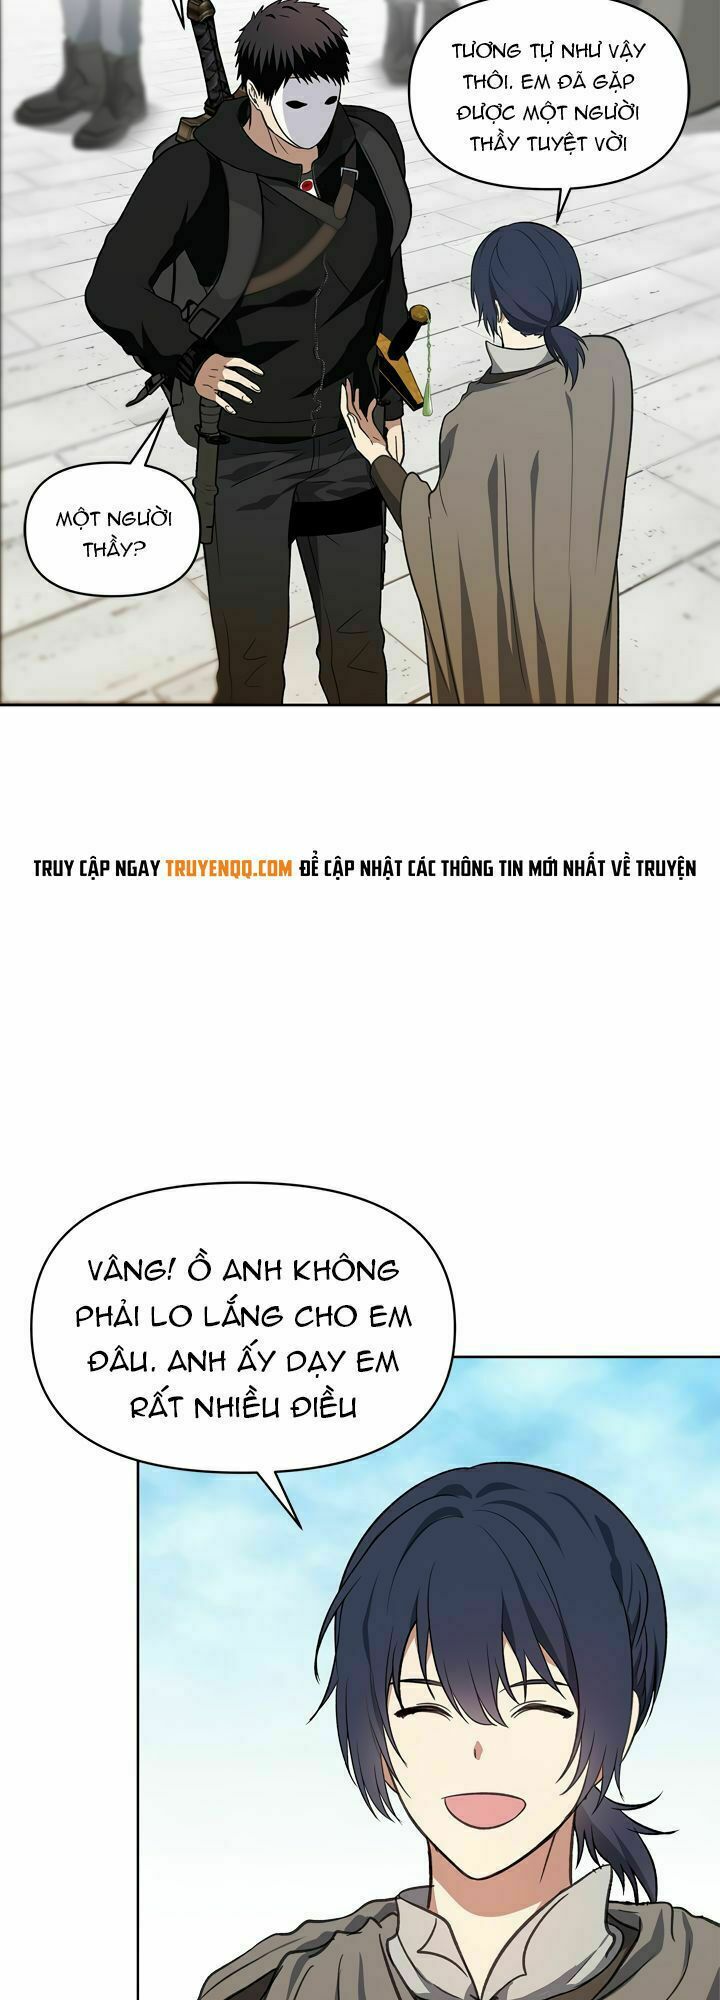 TƯƠNG TỰ NHƯ VẬY
THÔI. EM ĐÃ GẶP
ĐƯỢC MỘT NGƯỜI
THẦY TUYỆT VỜI
MỘT NGƯỜI
THẦY?
TRUY CẬP NGAY TRUYENQQ.COM ĐỂ CẬP NHẬT CÁC THÔNG TIN MỚI NHẤT VỀ TRUYỆN
VÂNG! Ồ ANH KHÔNG
PHẢI LO LẮNG CHO EM
ĐÂU. ANH ẤY DẠY EM
RẤT NHIỀU ĐIỀU